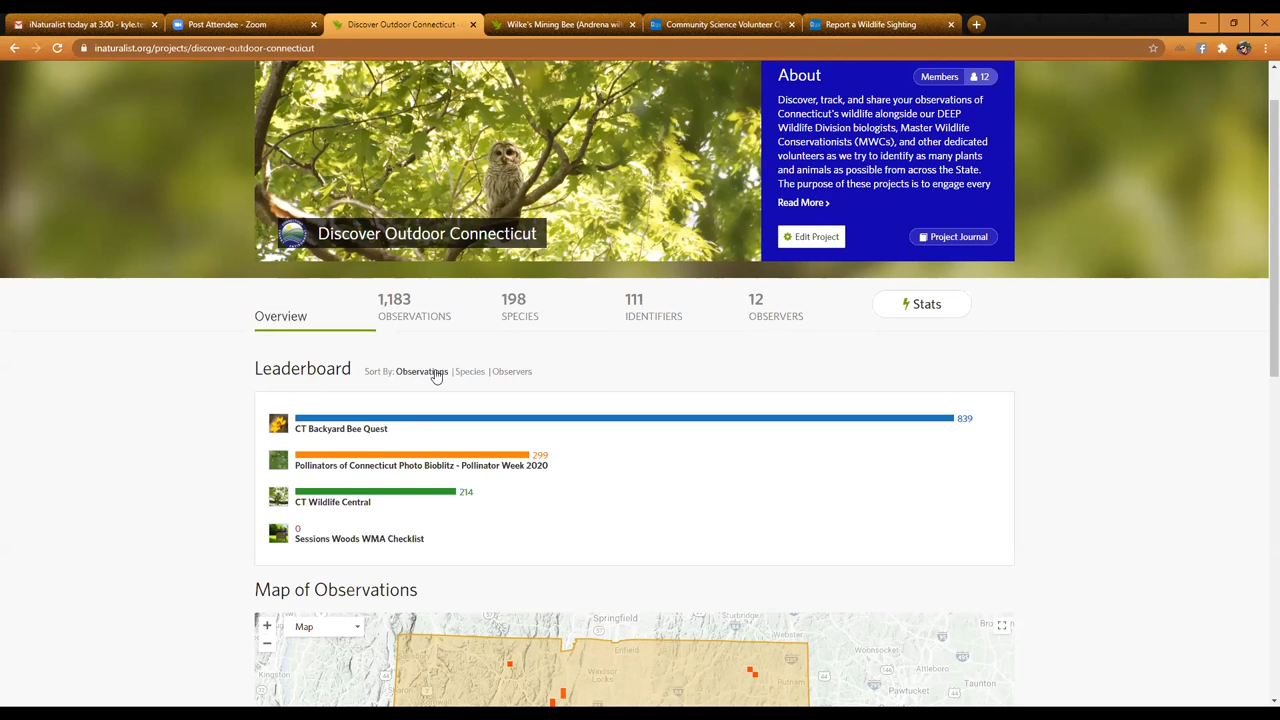 iNaturalist today at 3:00 - kyle.te
Post Attendee - Zoom
Discover Outdoor Connecticut ·
Wilke's Mining Bee (Andrena wil
Community Science Volunteer O
Report a Wildlife Sighting
inaturalist.org/projects/discover-outdoor-connecticut
About
Members 12
Discover, track, and share your observations of
Connecticut's wildlife alongside our DEEP
Wildlife Division biologists, Master Wildlife
Conservationists (MWCs), and other dedicated
volunteers as we try to identify as many plants
and animals as possible from across the State.
The purpose of these projects is to engage every
Read More >
Discover Outdoor Connecticut
Edit Project
Project Journal
Overview
1,183
OBSERVATIONS
198
SPECIES
111
IDENTIFIERS
12
OBSERVERS
Stats
Leaderboard
Sort By: Observations | Species | Observers
839
CT Backyard Bee Quest
299
Pollinators of Connecticut Photo Bioblitz - Pollinator Week 2020
214
CT Wildlife Central
0
Sessions Woods WMA Checklist
Map of Observations
+
Map
−
Springfield
Sturbridge
Webster
Enfield
Woonsocket
Kingston
Sharon
Windsor
Locks
Putnam
Attleboro
Pawtucket
Taunton